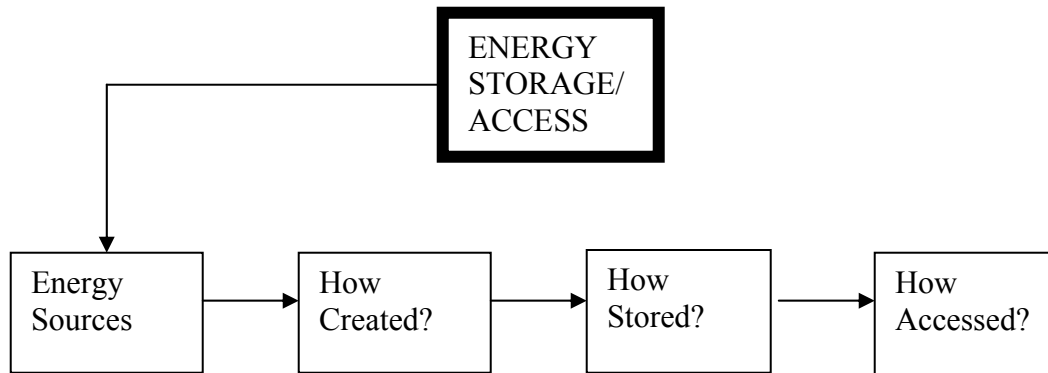 ENERGY
STORAGE/
ACCESS
Energy
Sources
How
Created?
How
Stored?
How
Accessed?